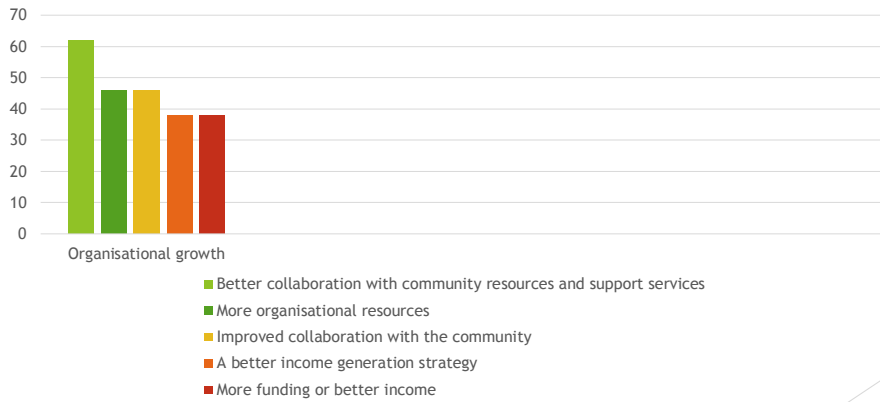 70
60
50
40
30
20
10
0
Organisational growth
Better collaboration with community resources and support services
More organisational resources
Improved collaboration with the community
A better income generation strategy
More funding or better income